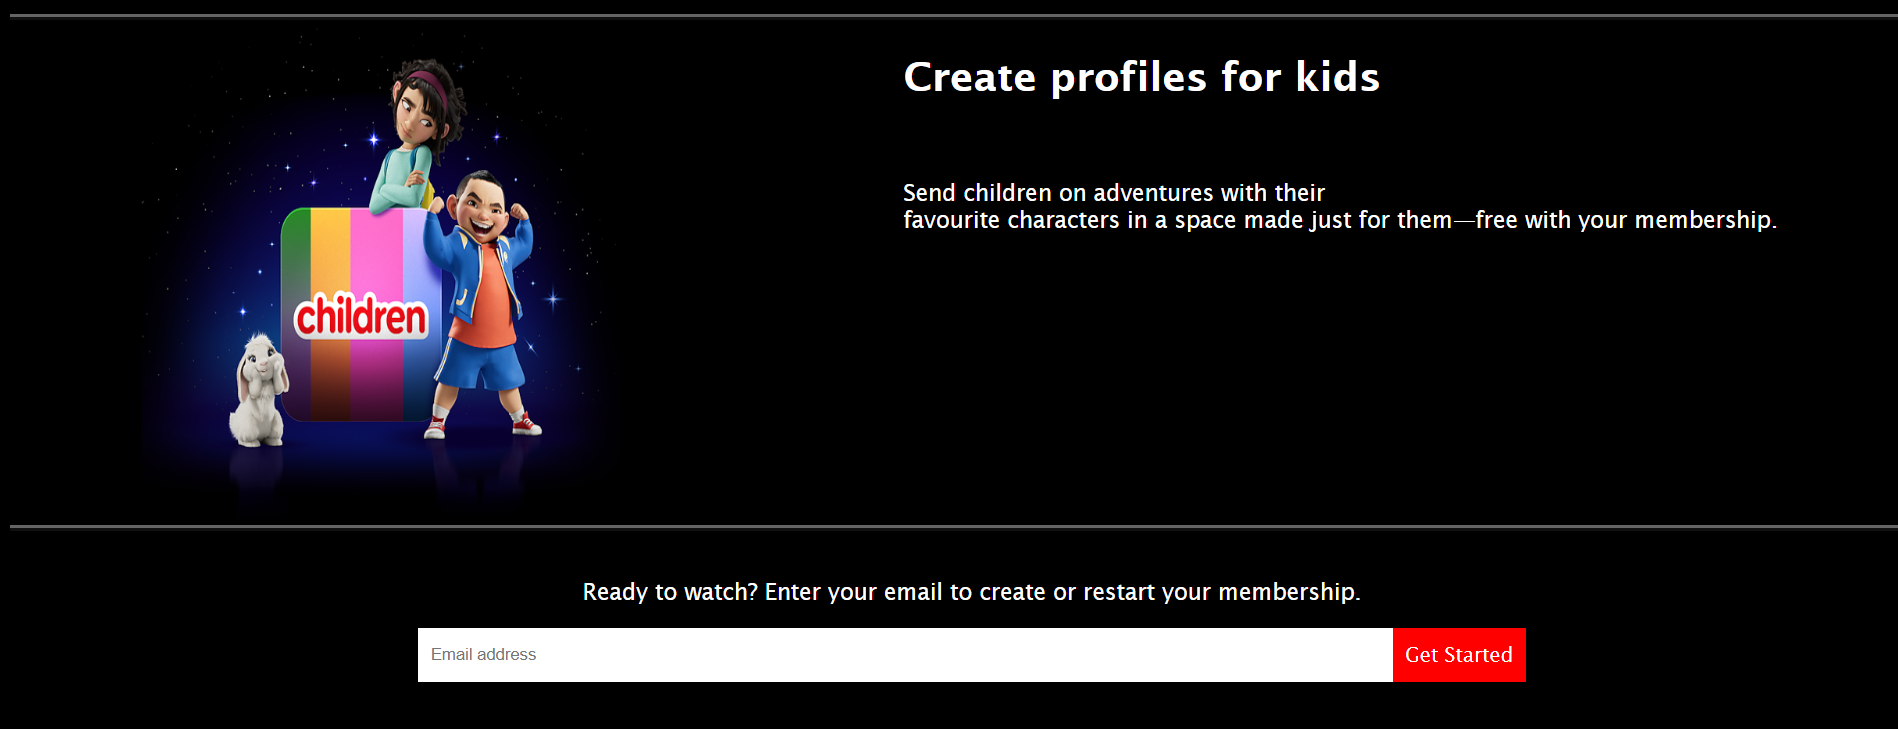 Create profiles for kids
Send children on adventures with their
favourite characters in a space made just for them—free with your membership.
children
Ready to watch? Enter your email to create or restart your membership.
Email address
Get Started